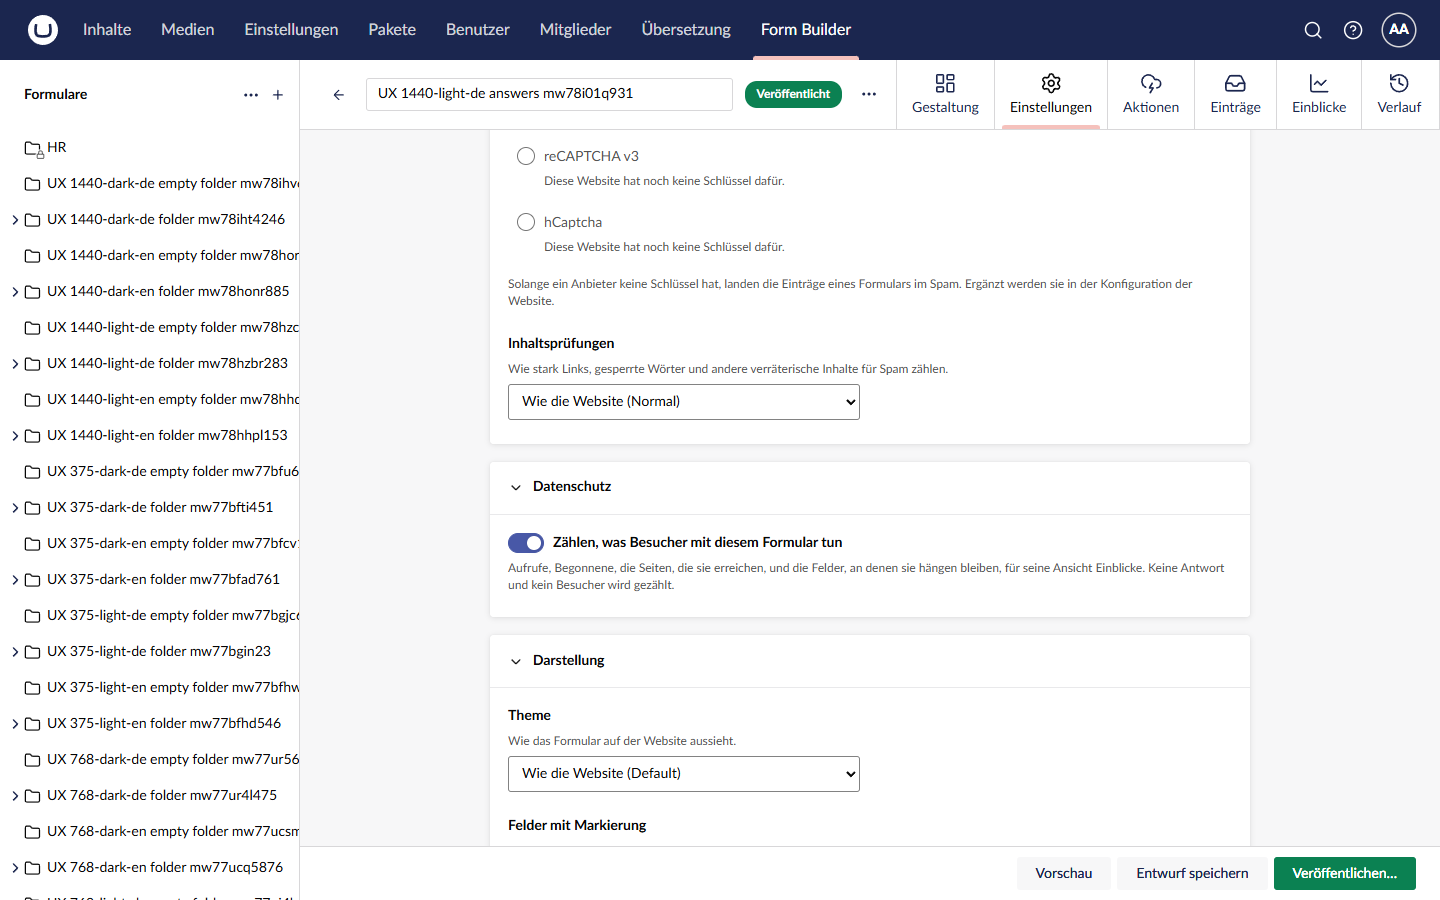 Inhalte
Medien
Einstellungen
Pakete
Benutzer
Mitglieder
Übersetzung
Form Builder
AA
Formulare
HR
UX 1440-dark-de empty folder mw78ihv
UX 1440-dark-de folder mw78iht4246
UX 1440-dark-en empty folder mw78hor
UX 1440-dark-en folder mw78honr885
UX 1440-light-de empty folder mw78hzc
UX 1440-light-de folder mw78hzbr283
UX 1440-light-en empty folder mw78hh
UX 1440-light-en folder mw78hhpl153
UX 375-dark-de empty folder mw77bfu6
UX 375-dark-de folder mw77bfti451
UX 375-dark-en empty folder mw77bfcv
UX 375-dark-en folder mw77bfad761
UX 375-light-de empty folder mw77bgjc
UX 375-light-de folder mw77bgin23
UX 375-light-en empty folder mw77bfhw
UX 375-light-en folder mw77bfhd546
UX 768-dark-de empty folder mw77ur56
UX 768-dark-de folder mw77ur4l475
UX 768-dark-en empty folder mw77ucsm
UX 768-dark-en folder mw77ucq5876
UX 1440-light-de answers mw78i01q931
Veröffentlicht
Gestaltung
Einstellungen
Aktionen
Einträge
Einblicke
Verlauf
reCAPTCHA v3
Diese Website hat noch keine Schlüssel dafür.
hCaptcha
Diese Website hat noch keine Schlüssel dafür.
Solange ein Anbieter keine Schlüssel hat, landen die Einträge eines Formulars im Spam. Ergänzt werden sie in der Konfiguration der
Website.
Inhaltsprüfungen
Wie stark Links, gesperrte Wörter und andere verräterische Inhalte für Spam zählen.
Wie die Website (Normal)
Datenschutz
Zählen, was Besucher mit diesem Formular tun
Aufrufe, Begonnene, die Seiten, die sie erreichen, und die Felder, an denen sie hängen bleiben, für seine Ansicht Einblicke. Keine Antwort
und kein Besucher wird gezählt.
Darstellung
Theme
Wie das Formular auf der Website aussieht.
Wie die Website (Default)
Felder mit Markierung
Vorschau
Entwurf speichern
Veröffentlichen...